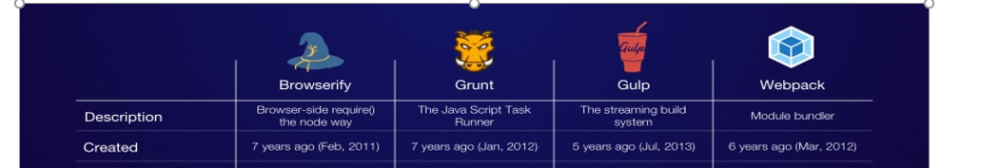 Gulp
Browserify Grunt Gulp Webpack
Description
Browser-side require()
the node way
The Java Script Task
Runner
The streaming build
system
Module bundler
Created
7 years ago (Feb, 2011)
7 years ago (Jan, 2012)
5 years ago (Jul, 2013)
6 years ago (Mar, 2012)